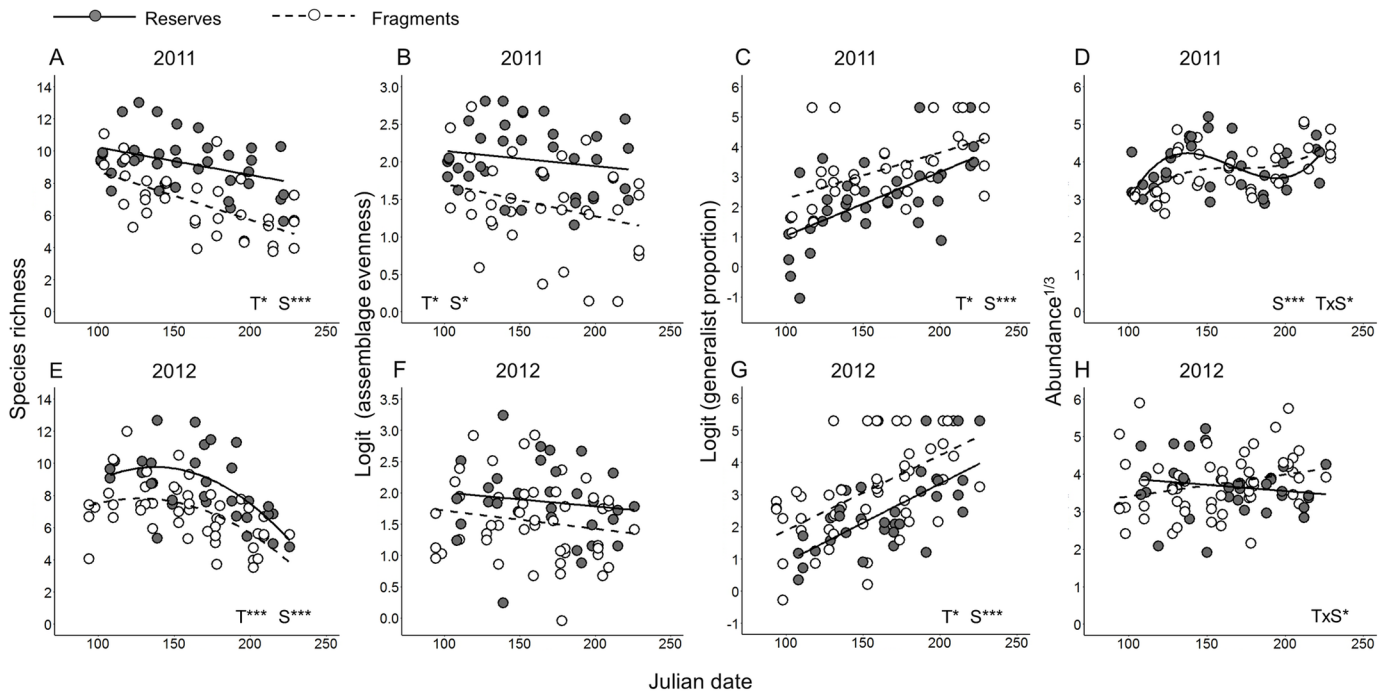 Reserves Fragments
A 2011 B 2011 C 2011 D 2011
14 12 10 8 6 4 2 0
3.0 2.5 2.0 1.5 1.0 0.5 0.0
6 5 4 3 2 1 0 -1
6 5 4 3 2 1 0
T* S*** T* S* T* S*** S*** TxS*
100 150 200 250 100 150 200 250 100 150 200 250 100 150 200 250
Species richness
Logit (assemblage evenness)
Logit (generalist proportion)
Abundance1/3
E 2012 F 2012 G 2012 H 2012
14 12 10 8 6 4 2 0
3.5 3.0 2.5 2.0 1.5 1.0 0.5 0.0
6 5 4 3 2 1 0 -1
6 5 4 3 2 1 0
T*** S*** T* S*** TxS*
100 150 200 250 100 150 200 250 100 150 200 250 100 150 200 250
Julian date